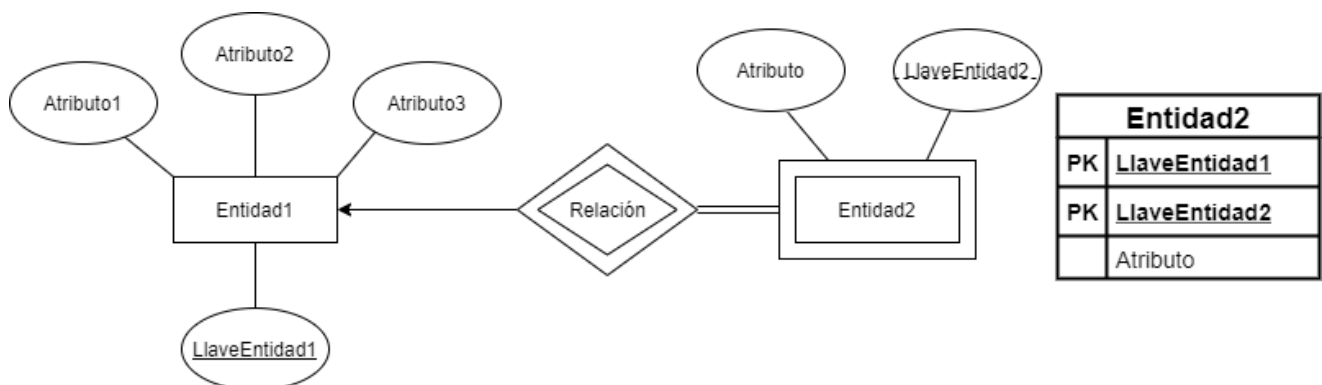 Atributo2
Atributo1
Atributo3
Entidad1
LlaveEntidad1
Relación
Atributo
LlaveEntidad2
Entidad2
Entidad2
PK LlaveEntidad1
PK LlaveEntidad2
Atributo